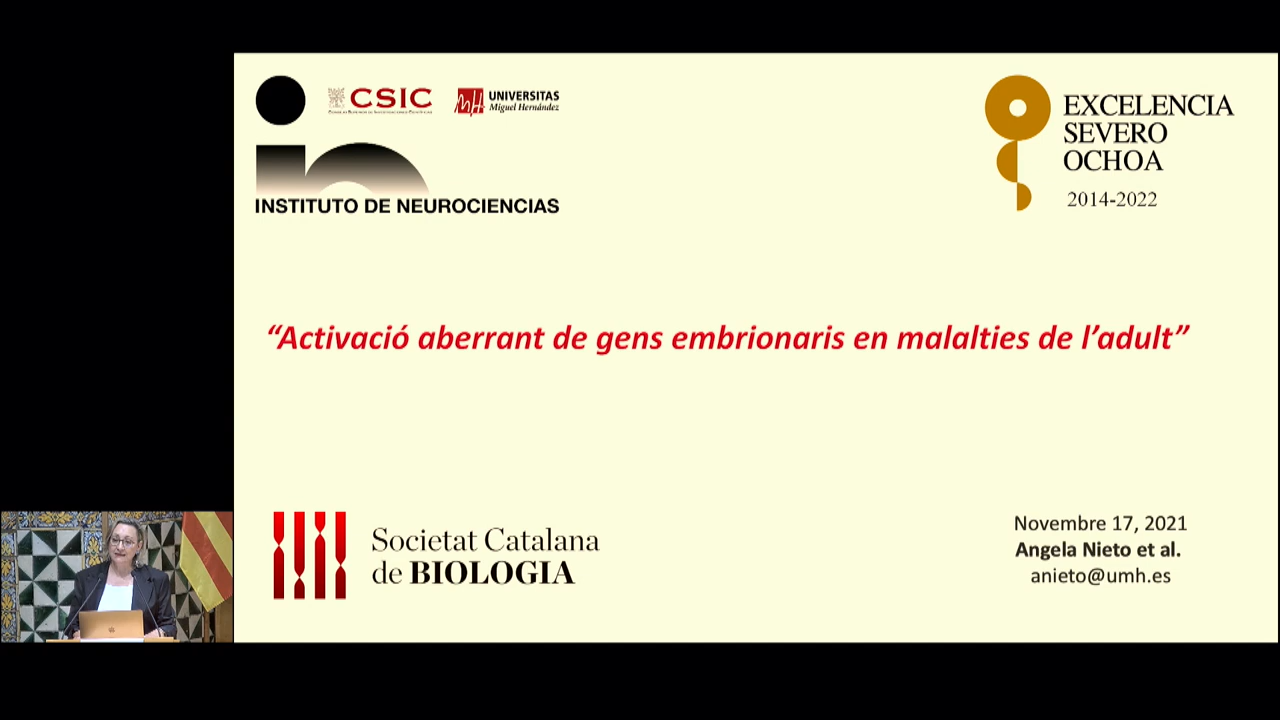 CSIC
UNIVERSITAS
Miguel Hernández
INSTITUTO DE NEUROCIENCIAS
EXCELENCIA
SEVERO
OCHOA
2014-2022
“Activació aberrant de gens embrionaris en malalties de l’adult”
Societat Catalana
de BIOLOGIA
Novembre 17, 2021
Angela Nieto et al.
anieto@umh.es